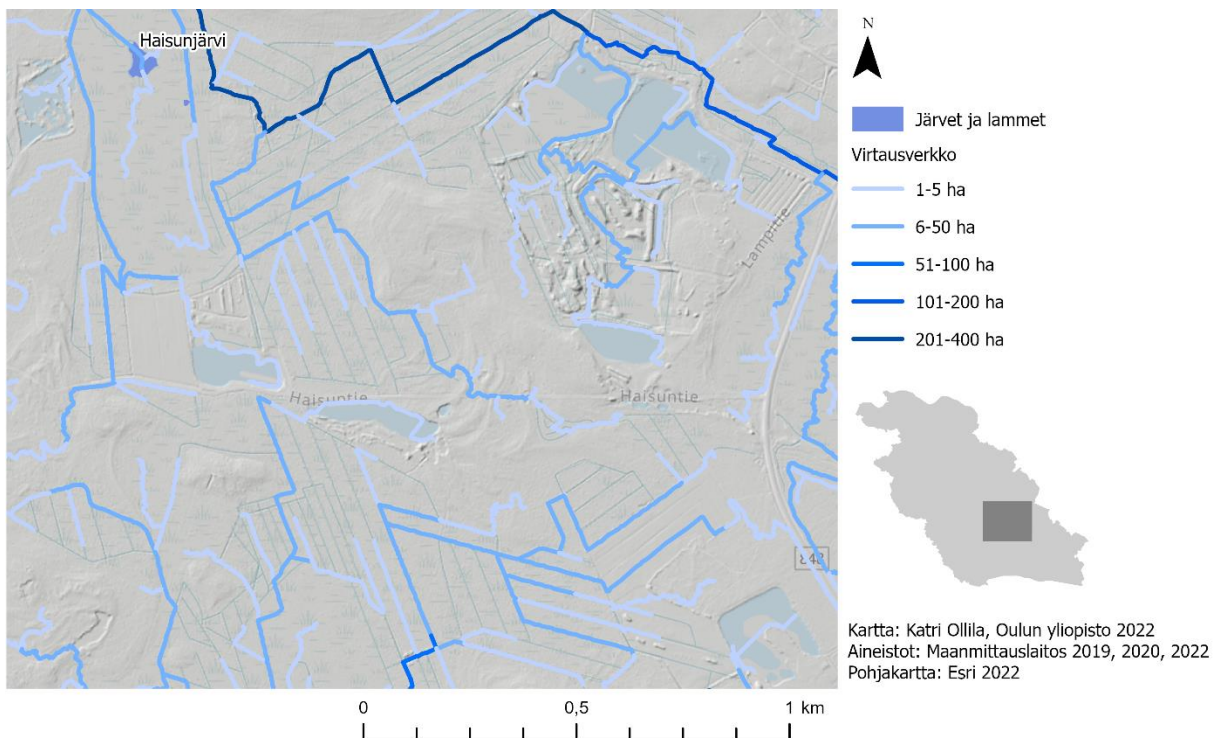 Haisunjärvi
Lampitie
Haisuntie
Haisuntie
848
N
Järvet ja lammet
Virtausverkko
1-5 ha
6-50 ha
51-100 ha
101-200 ha
201-400 ha
Kartta: Katri Ollila, Oulun yliopisto 2022
Aineistot: Maanmittauslaitos 2019, 2020, 2022
Pohjakartta: Esri 2022
0 0,5 1 km